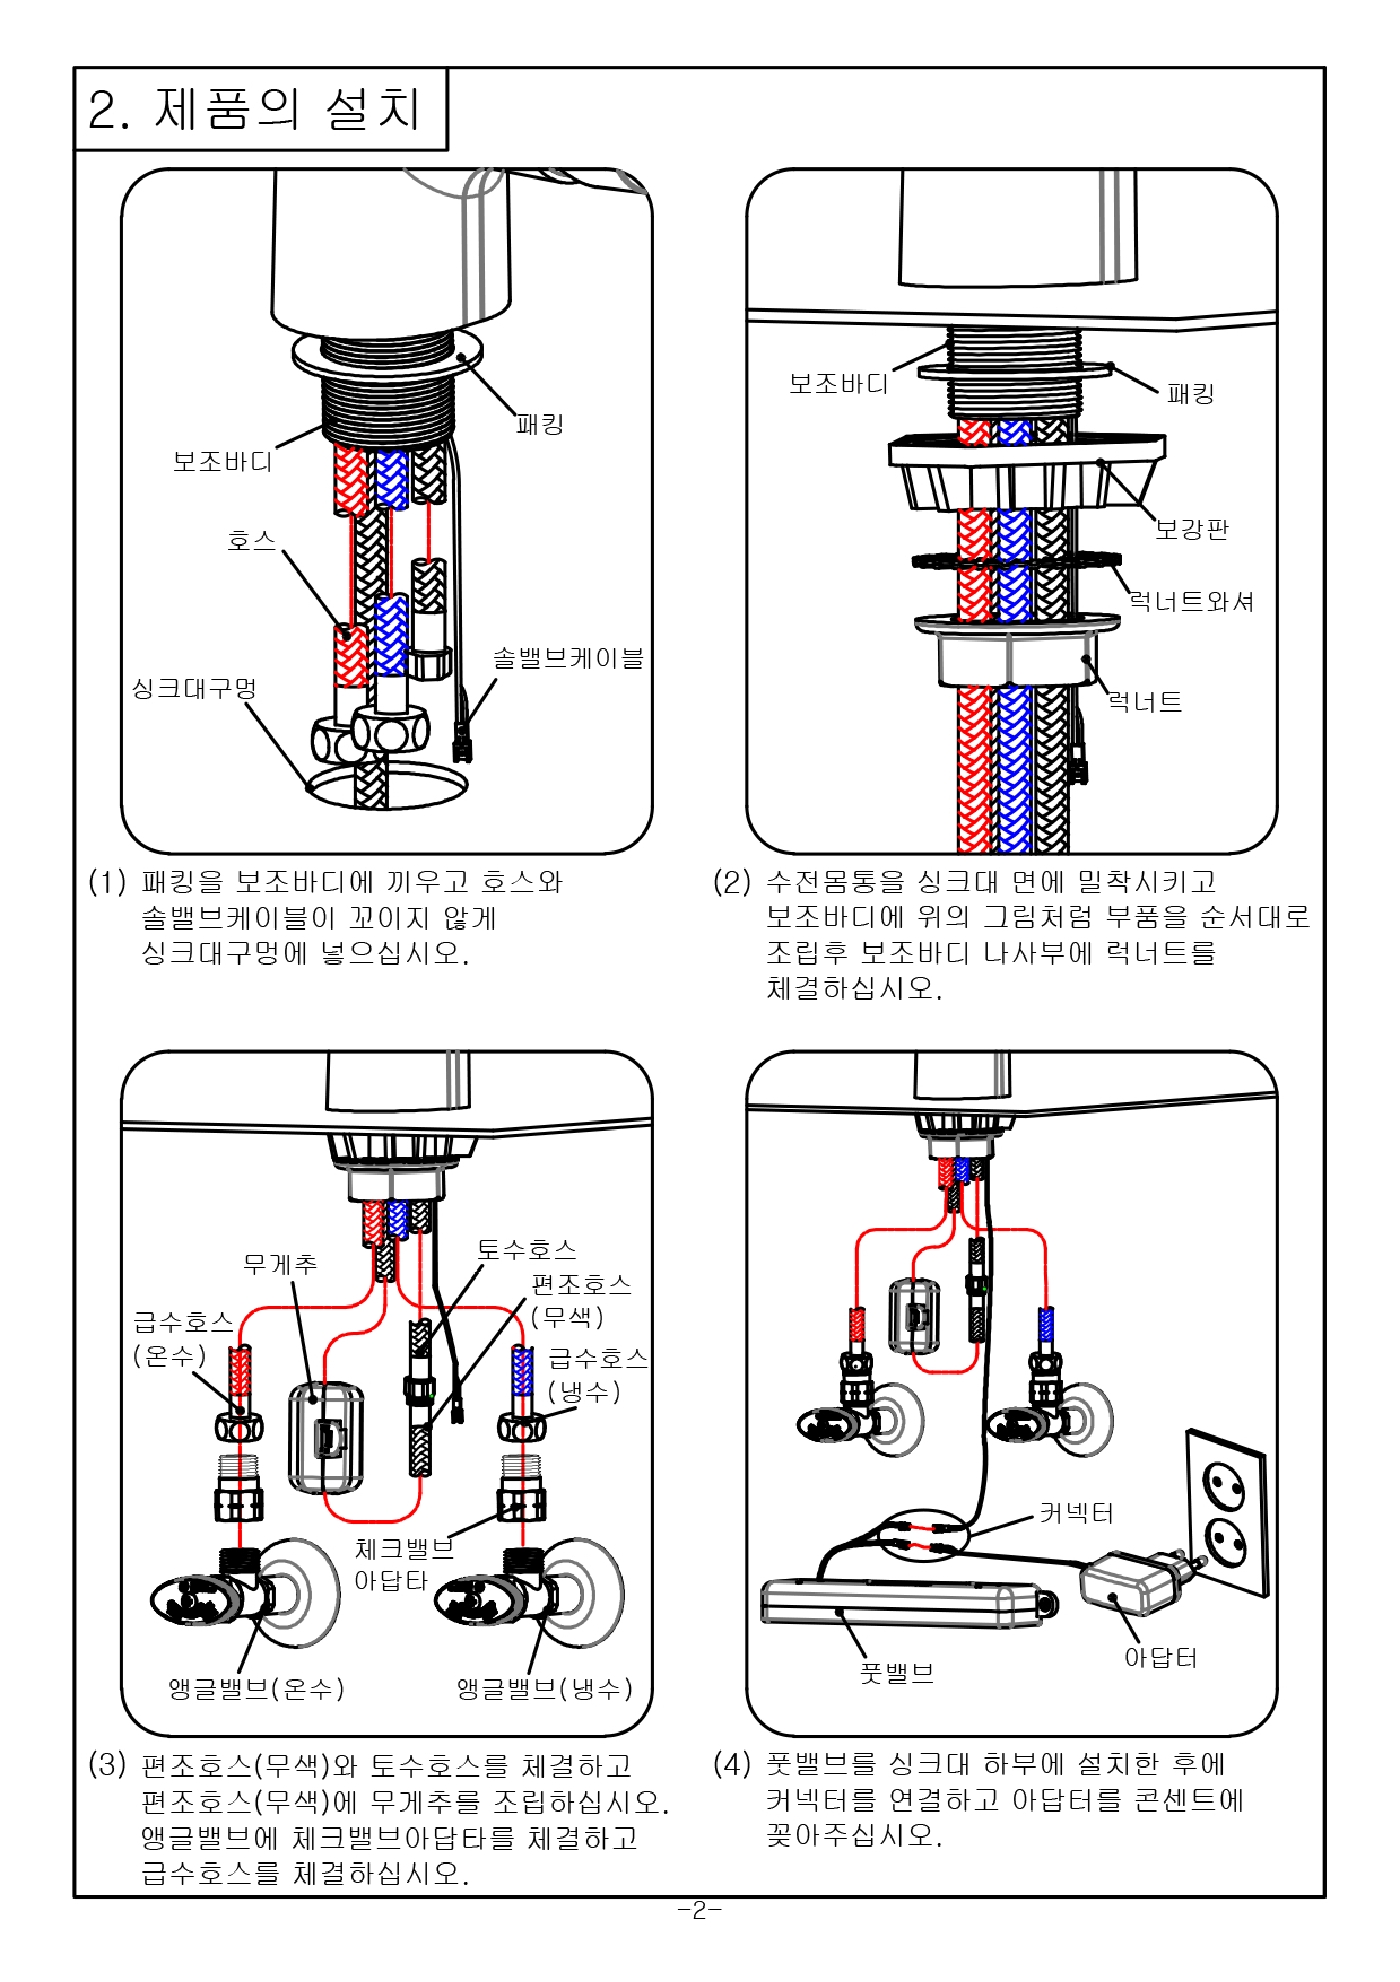 2. 제품의 설치
패킹
보조바디
호스
솔밸브케이블
싱크대구멍
(1) 패킹을 보조바디에 끼우고 호스와
솔밸브케이블이 꼬이지 않게
싱크대구멍에 넣으십시오.
보조바디
패킹
보강판
럭너트와셔
럭너트
(2) 수전몸통을 싱크대 면에 밀착시키고
보조바디에 위의 그림처럼 부품을 순서대로
조립후 보조바디 나사부에 럭너트를
체결하십시오.
무게추
토수호스
편조호스
(무색)
급수호스
(온수)
급수호스
(냉수)
체크밸브
아답타
앵글밸브(온수)
앵글밸브(냉수)
(3) 편조호스(무색)와 토수호스를 체결하고
편조호스(무색)에 무게추를 조립하십시오.
앵글밸브에 체크밸브아답타를 체결하고
급수호스를 체결하십시오.
커넥터
아답터
풋밸브
(4) 풋밸브를 싱크대 하부에 설치한 후에
커넥터를 연결하고 아답터를 콘센트에
꽂아주십시오.
-2-